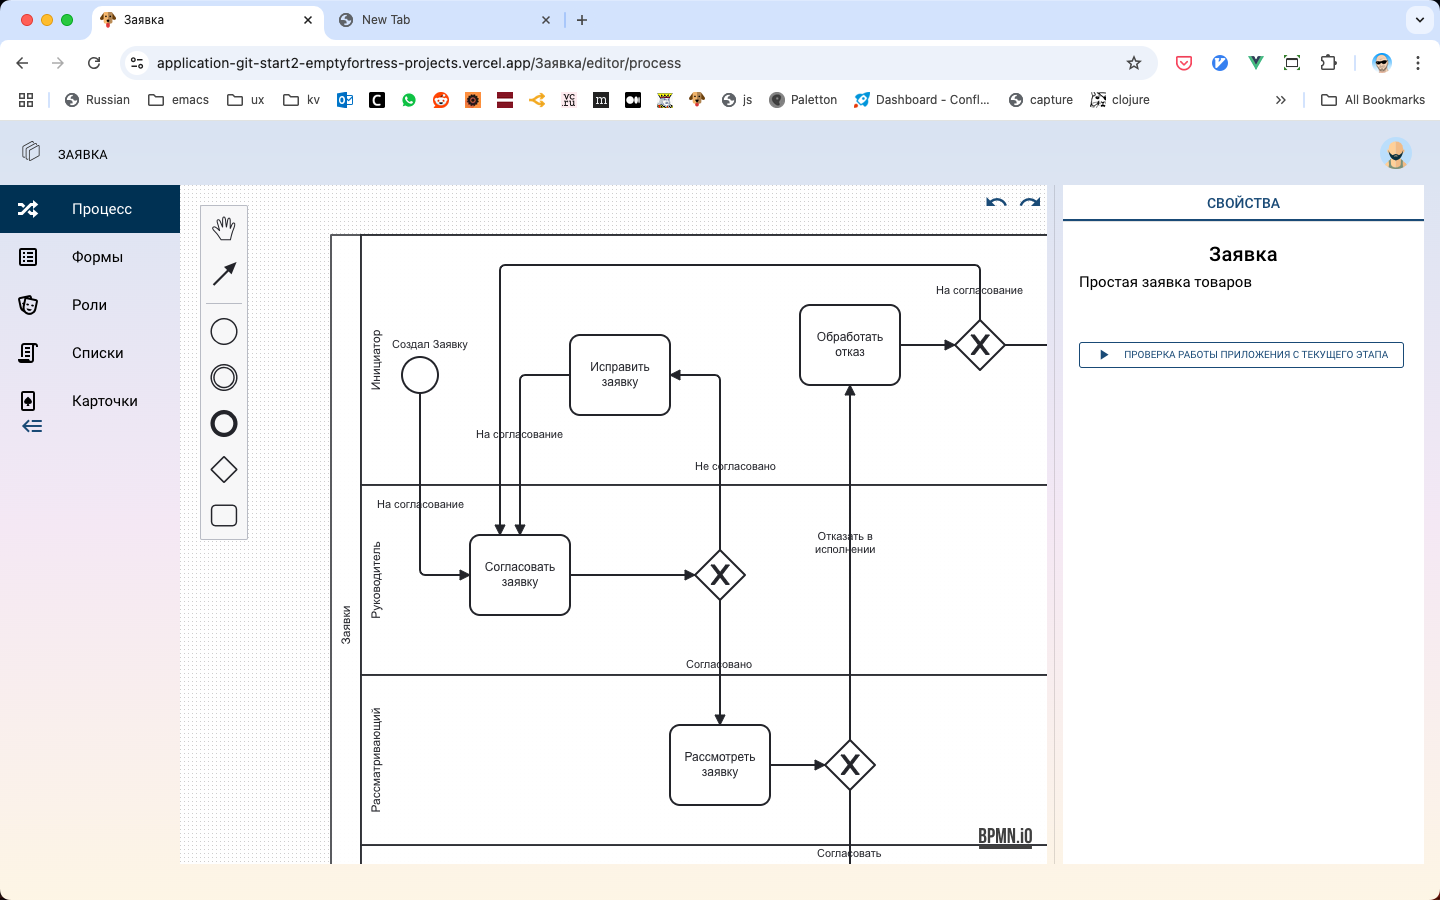 Заявка
New Tab
application-git-start2-emptyfortress-projects.vercel.app/Заявка/editor/process
Russian
emacs
ux
kv
js
Paletton
Dashboard - Confl...
capture
clojure
All Bookmarks
ЗАЯВКА
Процесс
Формы
Роли
Списки
Карточки
СВОЙСТВА
Заявка
Простая заявка товаров
ПРОВЕРКА РАБОТЫ ПРИЛОЖЕНИЯ С ТЕКУЩЕГО ЭТАПА
Заявки
Инициатор
Создал Заявку
Исправить
заявку
Обработать
отказ
На согласование
На согласование
Не согласовано
Руководитель
На согласование
Согласовать
заявку
Отказать в
исполнении
Согласовано
Рассматривающий
Рассмотреть
заявку
Согласовать
BPMN.iO